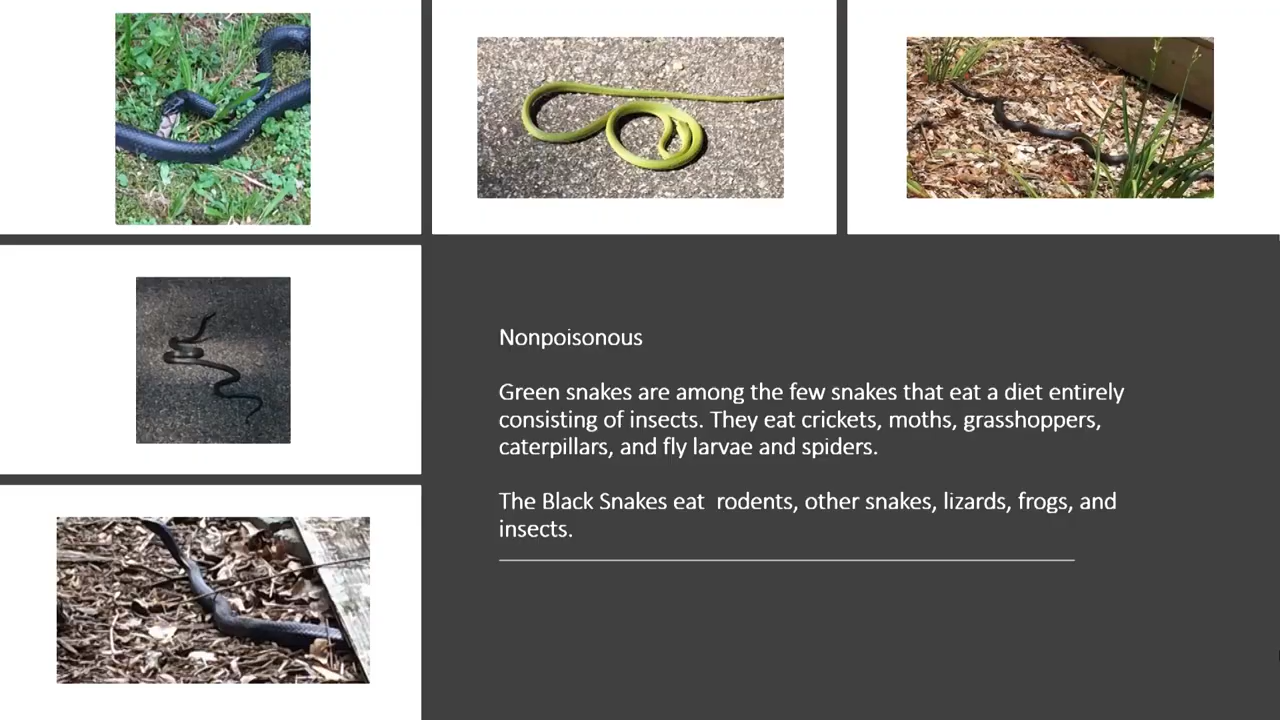 Nonpoisonous
Green snakes are among the few snakes that eat a diet entirely
consisting of insects. They eat crickets, moths, grasshoppers,
caterpillars, and fly larvae and spiders.
The Black Snakes eat  rodents, other snakes, lizards, frogs, and
insects.